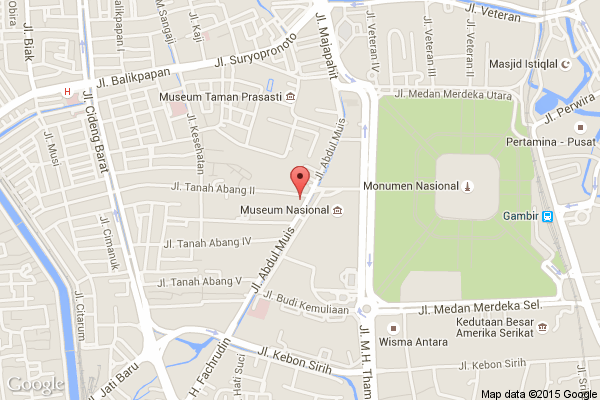 Jl. Obira
Jl. Balikpapan I
M.Sangaji
Jl. Kaji
Jl. Veteran
Jl. Biak
Jl. Suryopronoto
Jl. Majapahit
Jl. Veteran IV
Jl. Veteran III
Jl. Veteran II
Masjid Istiqlal
Jl. Balikpapan
H
Museum Taman Prasasti
Jl. Medan Merdeka Utara
Jl. Perwira
Jl. Cideng Barat
Jl. Musi
Jl. Kesehatan
Jl. Abdul Muis
Pertamina - Pusat
Jl. Tanah Abang II
Monumen Nasional
Museum Nasional
Gambir
Jl. Cimanuk
Jl. Tanah Abang IV
Jl. Abdul Muis
Jl. Tanah Abang V
Jl. Citarum
Jl. Budi Kemuliaan
Jl. Medan Merdeka Sel.
Kedutaan Besar
Amerika Serikat
Wisma Antara
Jl. M.H. Tham
Jl. Kebon Sirih
Jl. Kebon Sirih
Jl. Jati Baru
H. Fachrudin
Hati Suci
Google
Map data ©2015 Google